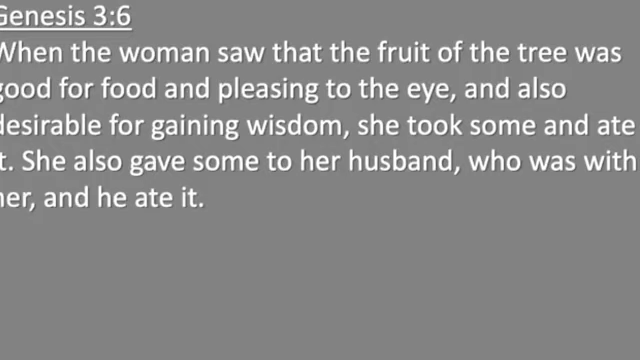 Genesis 3:6
When the woman saw that the fruit of the tree was
good for food and pleasing to the eye, and also
desirable for gaining wisdom, she took some and ate
it. She also gave some to her husband, who was with
her, and he ate it.